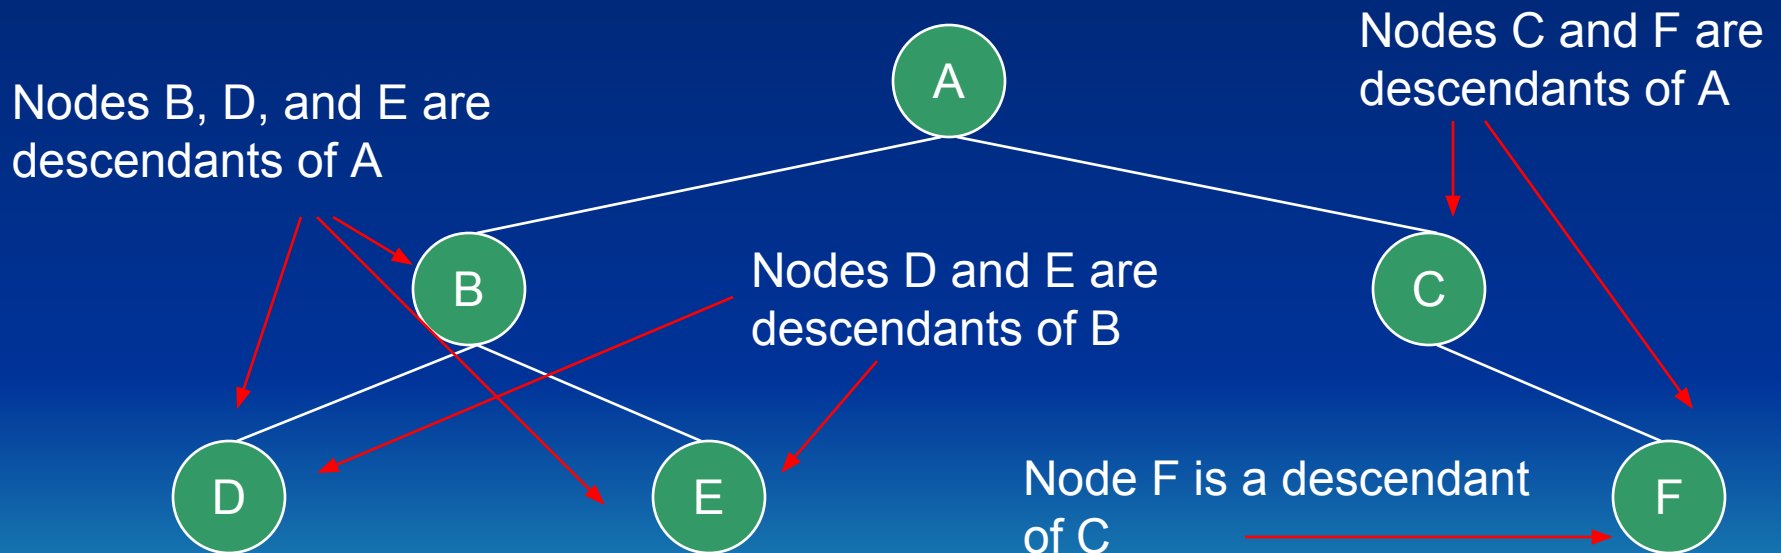 Nodes C and F are
descendants of A
A
Nodes B, D, and E are
descendants of A
B
Nodes D and E are
descendants of B
C
D
E
Node F is a descendant
of C
F